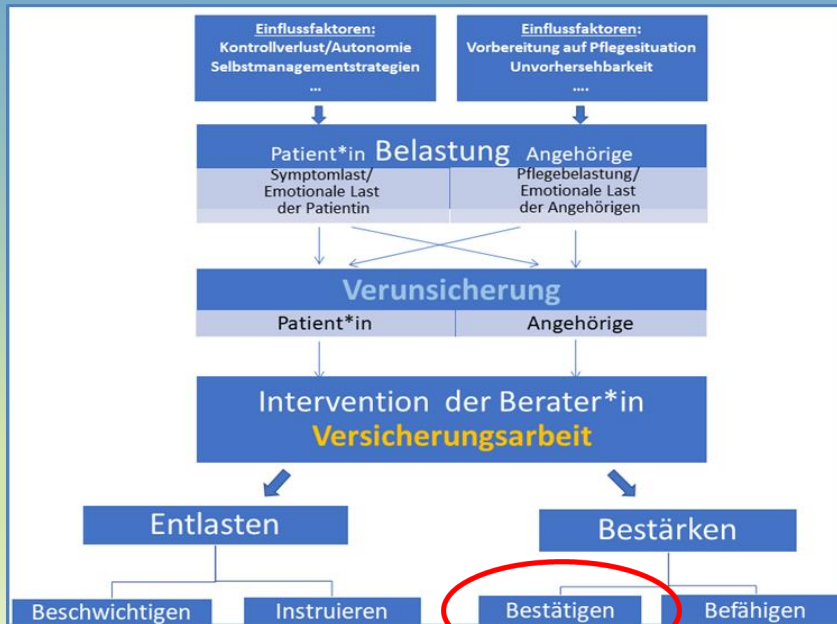 Einflussfaktoren:
Kontrollverlust/Autonomie
Selbstmanagementstrategien
...
Einflussfaktoren:
Vorbereitung auf Pflegesituation
Unvorhersehbarkeit
....
Patient*in Belastung Angehörige
Symptomlast/
Emotionale Last
der Patientin
Pflegebelastung/
Emotionale Last
der Angehörigen
Verunsicherung
Patient*in
Angehörige
Intervention der Berater*in
Versicherungsarbeit
Entlasten
Bestärken
Beschwichtigen
Instruieren
Bestätigen
Befähigen